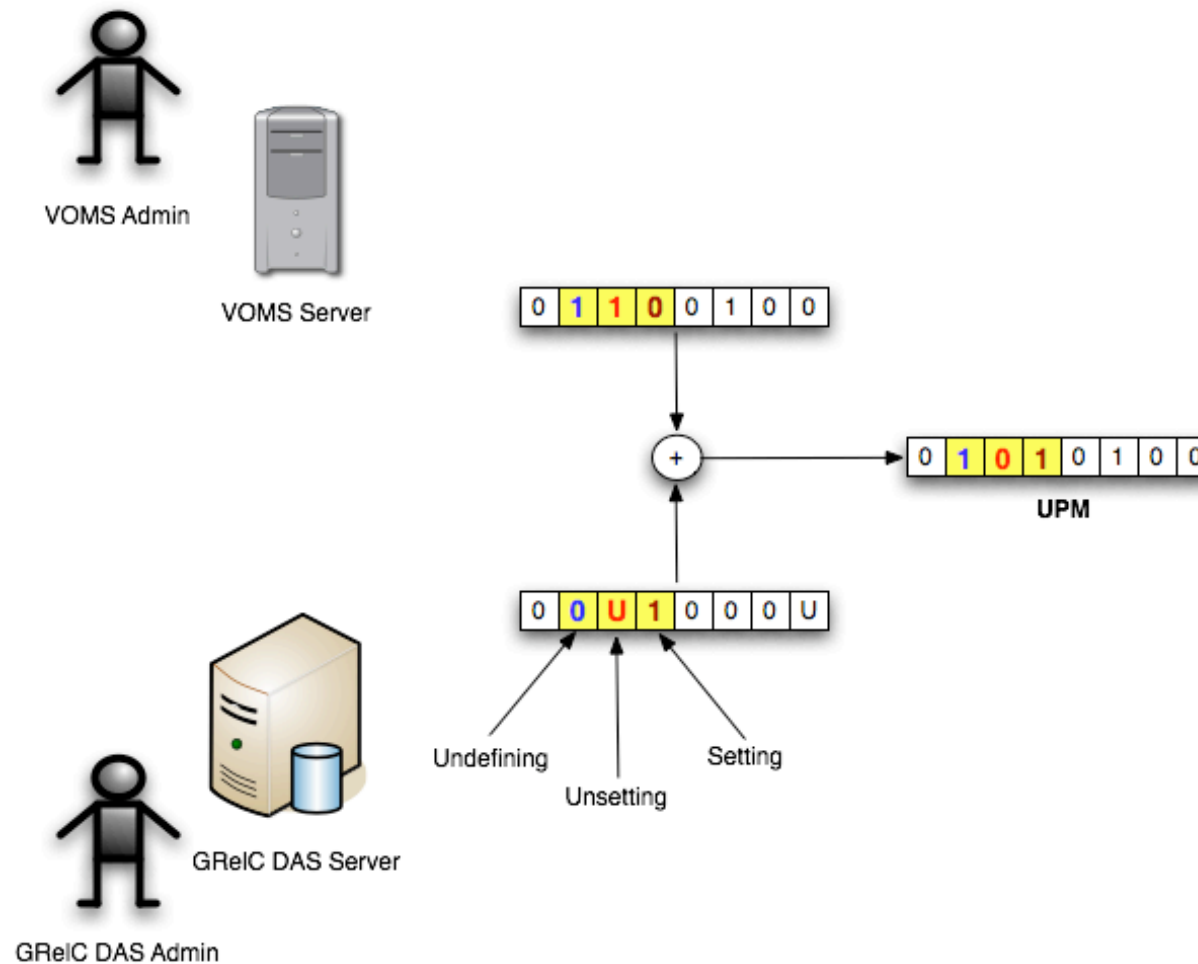 VOMS Admin
VOMS Server
0 1 1 0 0 1 0 0
+
0 1 0 1 0 1 0 0
UPM
0 0 U 1 0 0 0 U
Undefining
Setting
Unsetting
GRelC DAS Server
GRelC DAS Admin